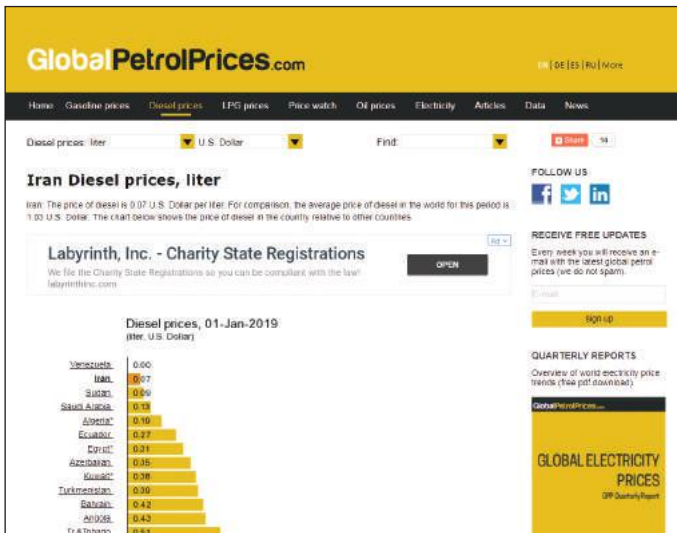 GlobalPetrolPrices.com
EN | DE | ES | RU | More
Home Gasoline prices Diesel prices LPG prices Price watch Oil prices Electricity Articles Data News
Diesel prices: liter U.S. Dollar Find:
Share 94
Iran Diesel prices, liter
Iran: The price of diesel is 0.07 U.S. Dollar per liter. For comparison, the average price of diesel in the world for this period is
U.S. Dollar. The chart below shows the price of diesel in the country relative to other countries.
Ad
Labyrinth, Inc. - Charity State Registrations
We file the Charity State Registrations so you can be compliant with the law!
labyrinthinc.com
OPEN
Diesel prices, 01-Jan-2019
(liter, U.S. Dollar)
Venezuela 0.00
Iran 0.07
Sudan 0.09
Saudi Arabia 0.13
Algeria* 0.19
Ecuador 0.27
Egypt* 0.31
Azerbaijan 0.35
Kuwait* 0.38
Turkmenistan 0.39
Bahrain 0.42
Angola 0.43
Tr.&Tobago 0.51
FOLLOW US
f in
RECEIVE FREE UPDATES
Every week you will receive an e-
mail with the latest global petrol
prices (we do not spam).
E-mail
Sign up
QUARTERLY REPORTS
Overview of world electricity price
trends (free pdf download).
GlobalPetrolPrices.com
GLOBAL ELECTRICITY
PRICES
GPP Quarterly Report